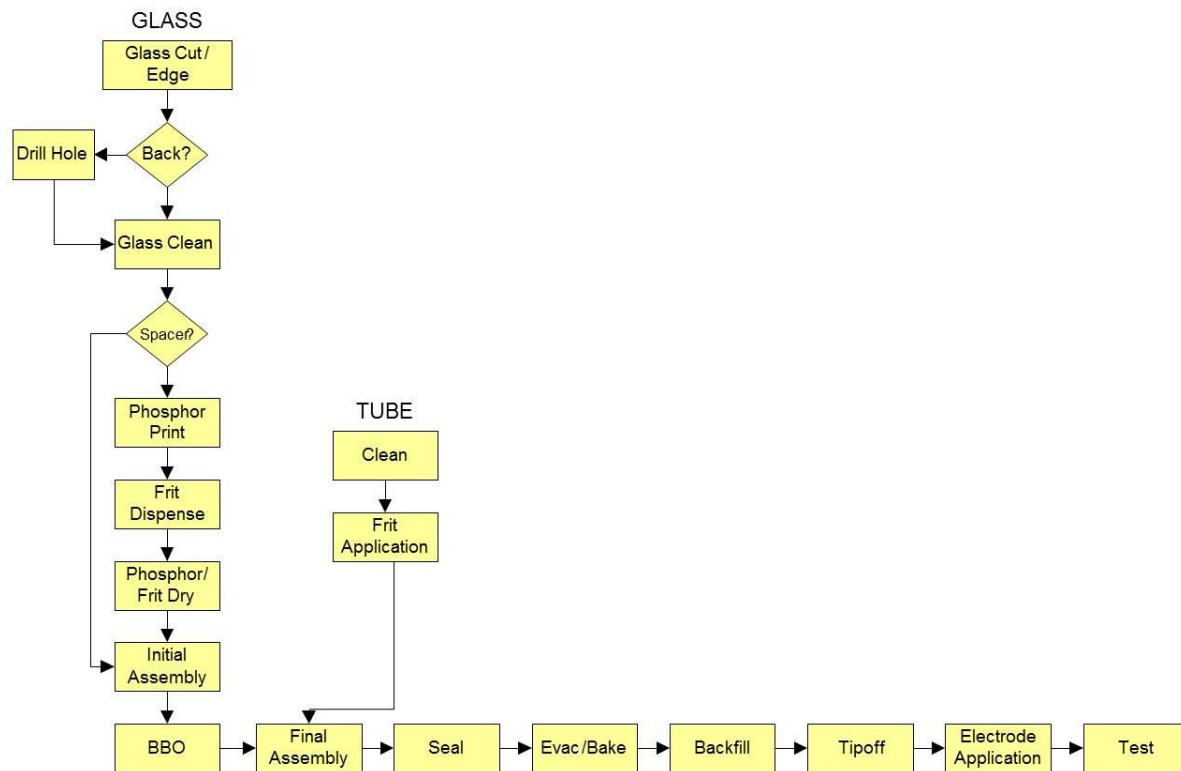 GLASS
Glass Cut /
Edge
Drill Hole
Back?
Glass Clean
Spacer?
Phosphor
Print
TUBE
Clean
Frit
Dispense
Frit
Application
Phosphor/
Frit Dry
Initial
Assembly
BBO
Final
Assembly
Seal
Evac/Bake
Backfill
Tipoff
Electrode
Application
Test